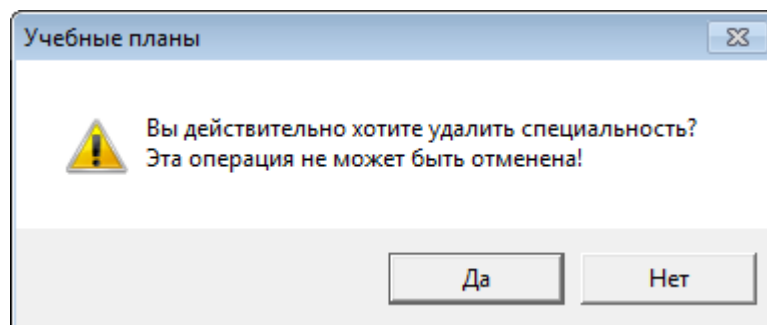 Учебные планы
Вы действительно хотите удалить специальность?
Эта операция не может быть отменена!
Да
Нет